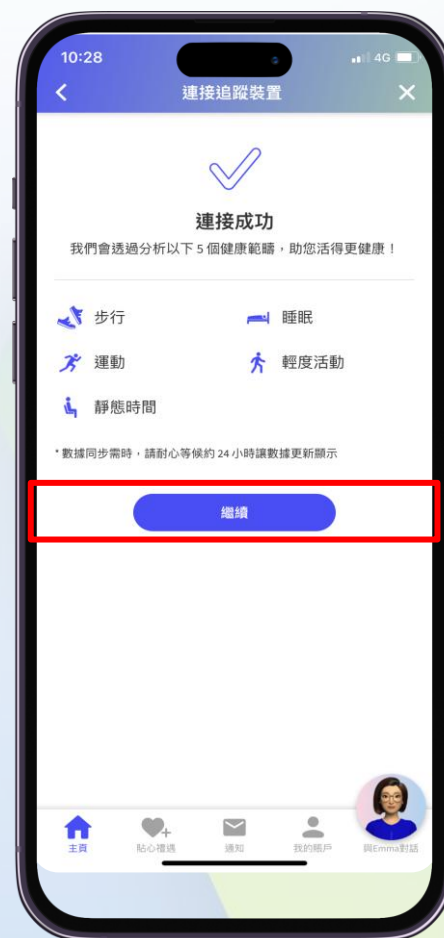 10:28
4G
連接追蹤裝置
連接成功
我們會透過分析以下 5 個健康範疇，助您活得更健康！
步行
睡眠
運動
輕度活動
靜態時間
* 數據同步需時，請耐心等候約 24 小時讓數據更新顯示
繼續
主頁
貼心禮遇
通知
我的賬戶
與Emma對話